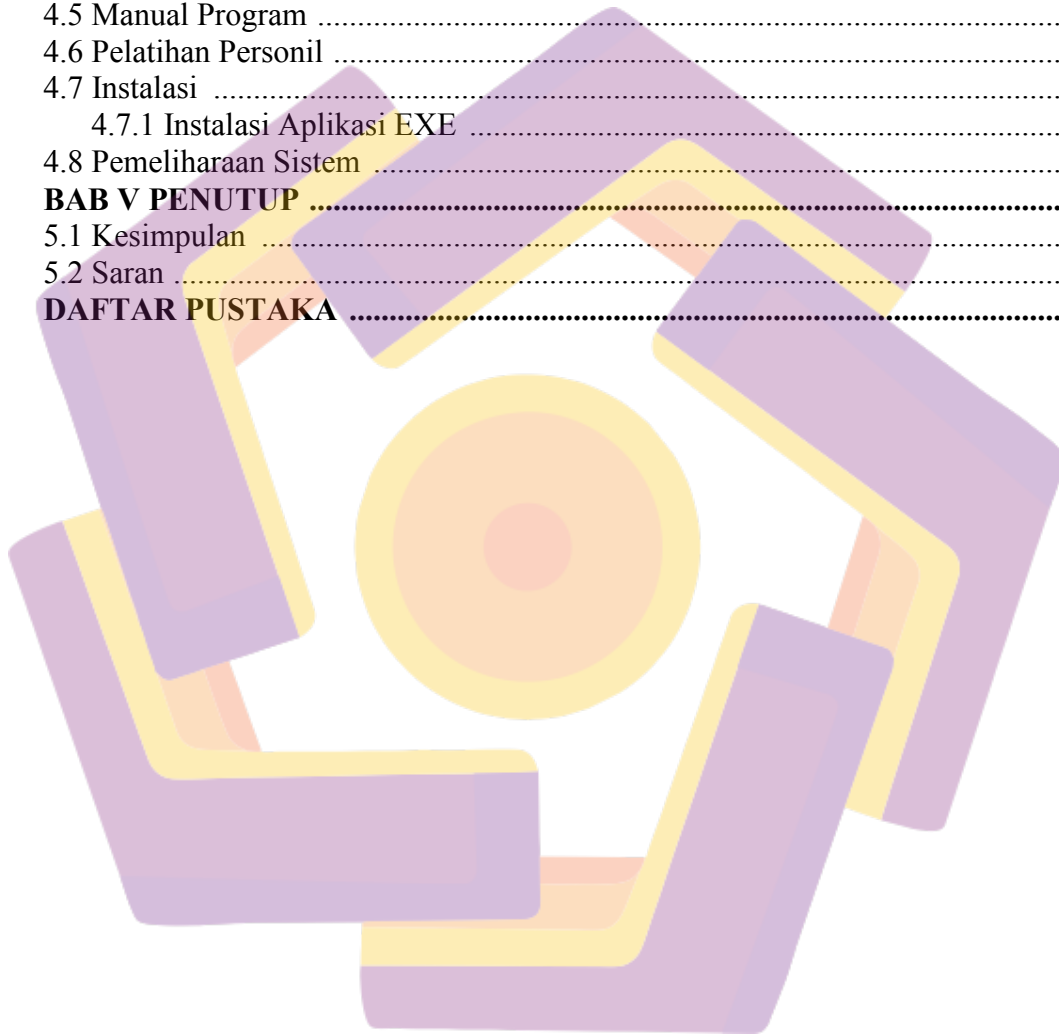 4.5 Manual Program ................................................................................
4.6 Pelatihan Personil ................................................................................
4.7 Instalasi ................................................................................
4.7.1 Instalasi Aplikasi EXE ................................................................................
4.8 Pemeliharaan Sistem ................................................................................
BAB V PENUTUP ................................................................................
5.1 Kesimpulan ................................................................................
5.2 Saran ................................................................................
DAFTAR PUSTAKA ................................................................................